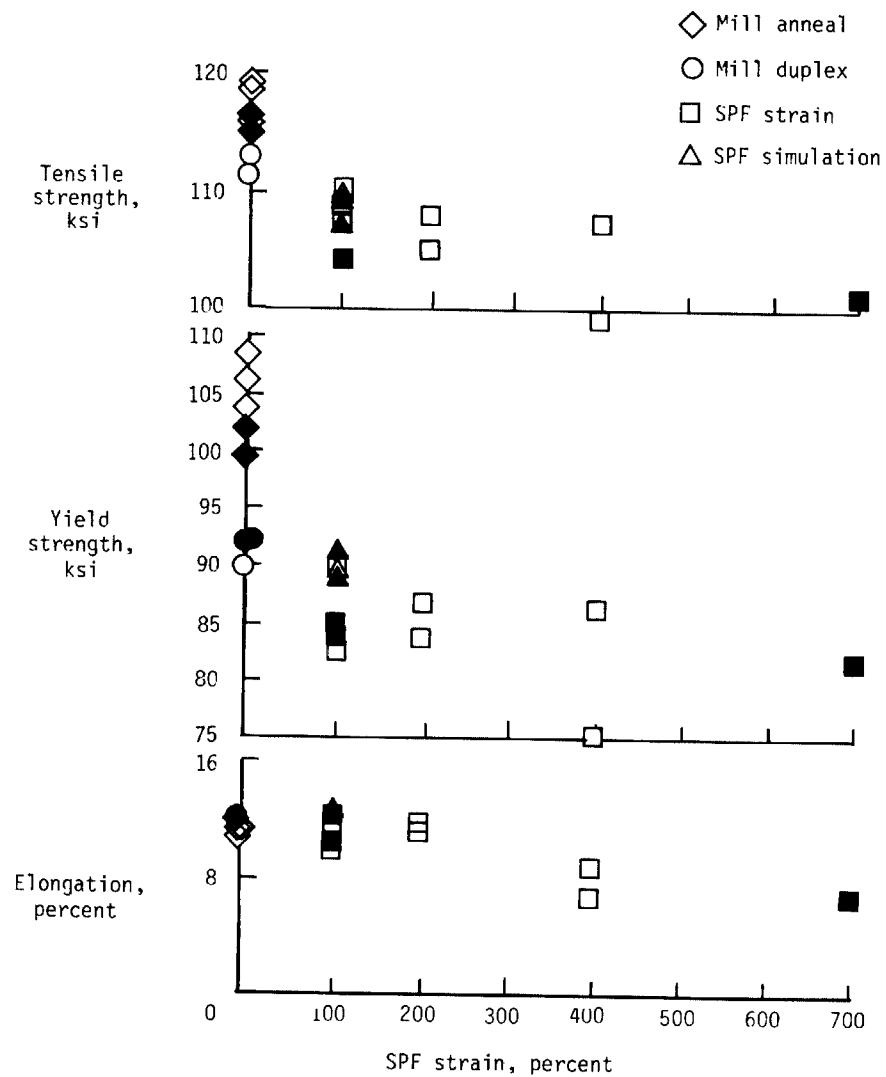 Mill anneal
Mill duplex
SPF strain
SPF simulation
120
110
100
Tensile
strength,
ksi
110
105
100
95
90
85
80
75
Yield
strength,
ksi
16
8
0
Elongation,
percent
100 200 300 400 500 600 700
SPF strain, percent